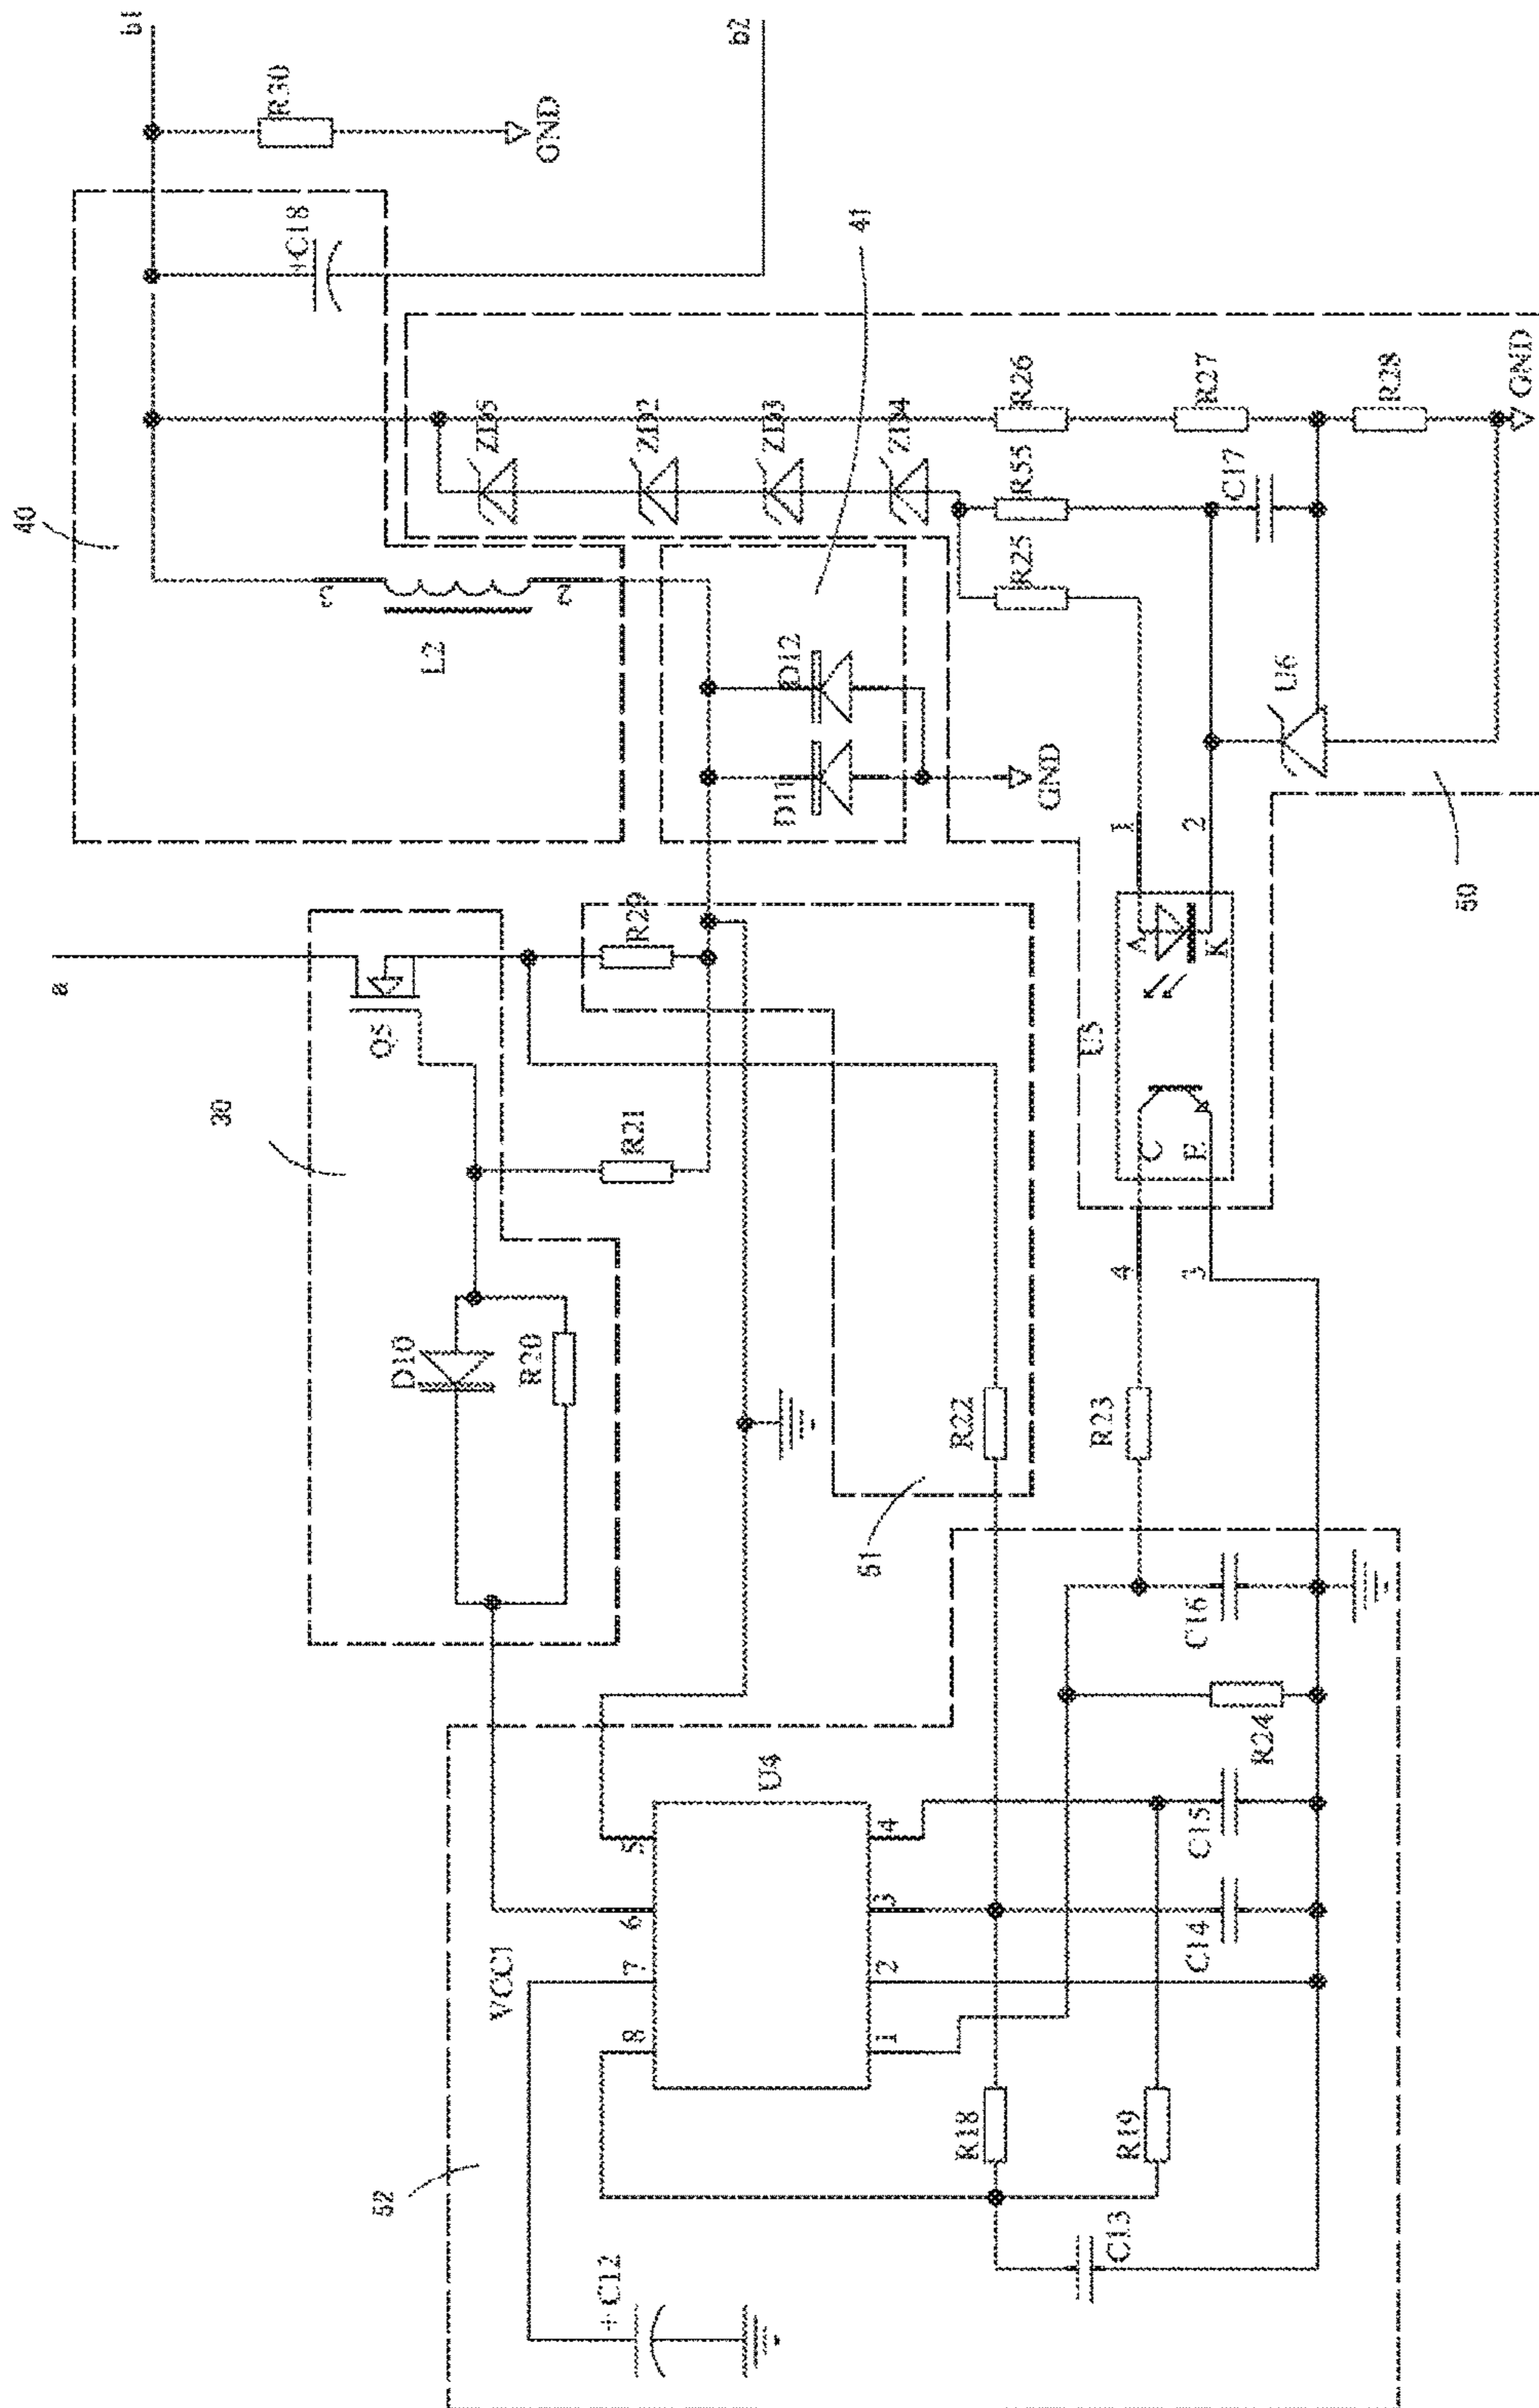 b1
R30
GND
b2
40
+C18
41
ZD5
ZD2
ZD3
ZD4
R26
R27
R28
GND
R55
C17
R25
L2
2
D12
D11
GND
U6
1
2
50
a
Q5
30
R29
R21
A
K
U5
C
E
4
3
D10
R20
R22
R23
51
C16
R24
U4
5
6
7
8
4
3
2
1
VCC1
C15
C14
52
R18
R19
C13
+C12